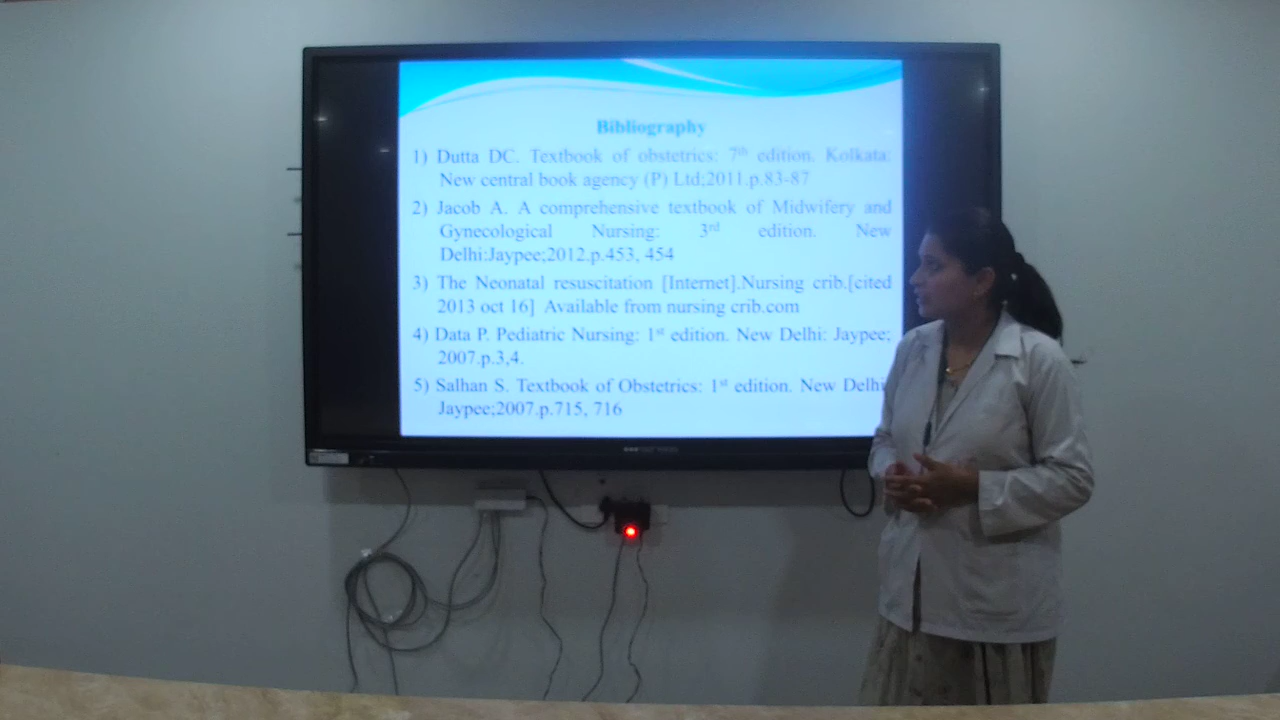 Bibliography
1) Dutta DC. Textbook of obstetrics: 7th edition. Kolkata:
New central book agency (P) Ltd;2011.p.83-87
2) Jacob A. A comprehensive textbook of Midwifery and
Gynecological Nursing: 3rd edition. New
Delhi:Jaypee;2012.p.453, 454
3) The Neonatal resuscitation [Internet].Nursing crib.[cited
2013 oct 16] Available from nursing crib.com
4) Data P. Pediatric Nursing: 1st edition. New Delhi: Jaypee;
2007.p.3,4.
5) Salhan S. Textbook of Obstetrics: 1st edition. New Delhi
Jaypee;2007.p.715, 716